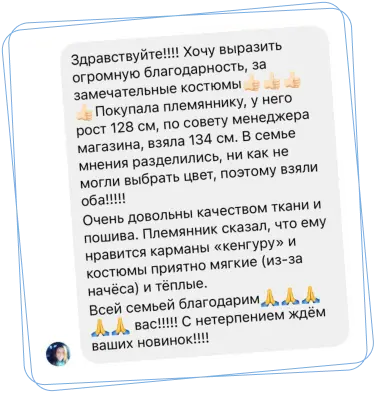 Здравствуйте!!!! Хочу выразить
огромную благодарность, за
замечательные костюмы👍🏻👍🏻👍🏻
👍🏻Покупала племяннику, у него
рост 128 см, по совету менеджера
магазина, взяла 134 см. В семье
мнения разделились, ни как не
могли выбрать цвет, поэтому взяли
оба!!!!!
Очень довольны качеством ткани и
пошива. Племянник сказал, что ему
нравится карманы «кенгуру» и
костюмы приятно мягкие (из-за
начёса) и тёплые.
Всей семьей благодарим🙏🙏🙏
🙏🙏 вас!!!!! С нетерпением ждём
ваших новинок!!!!